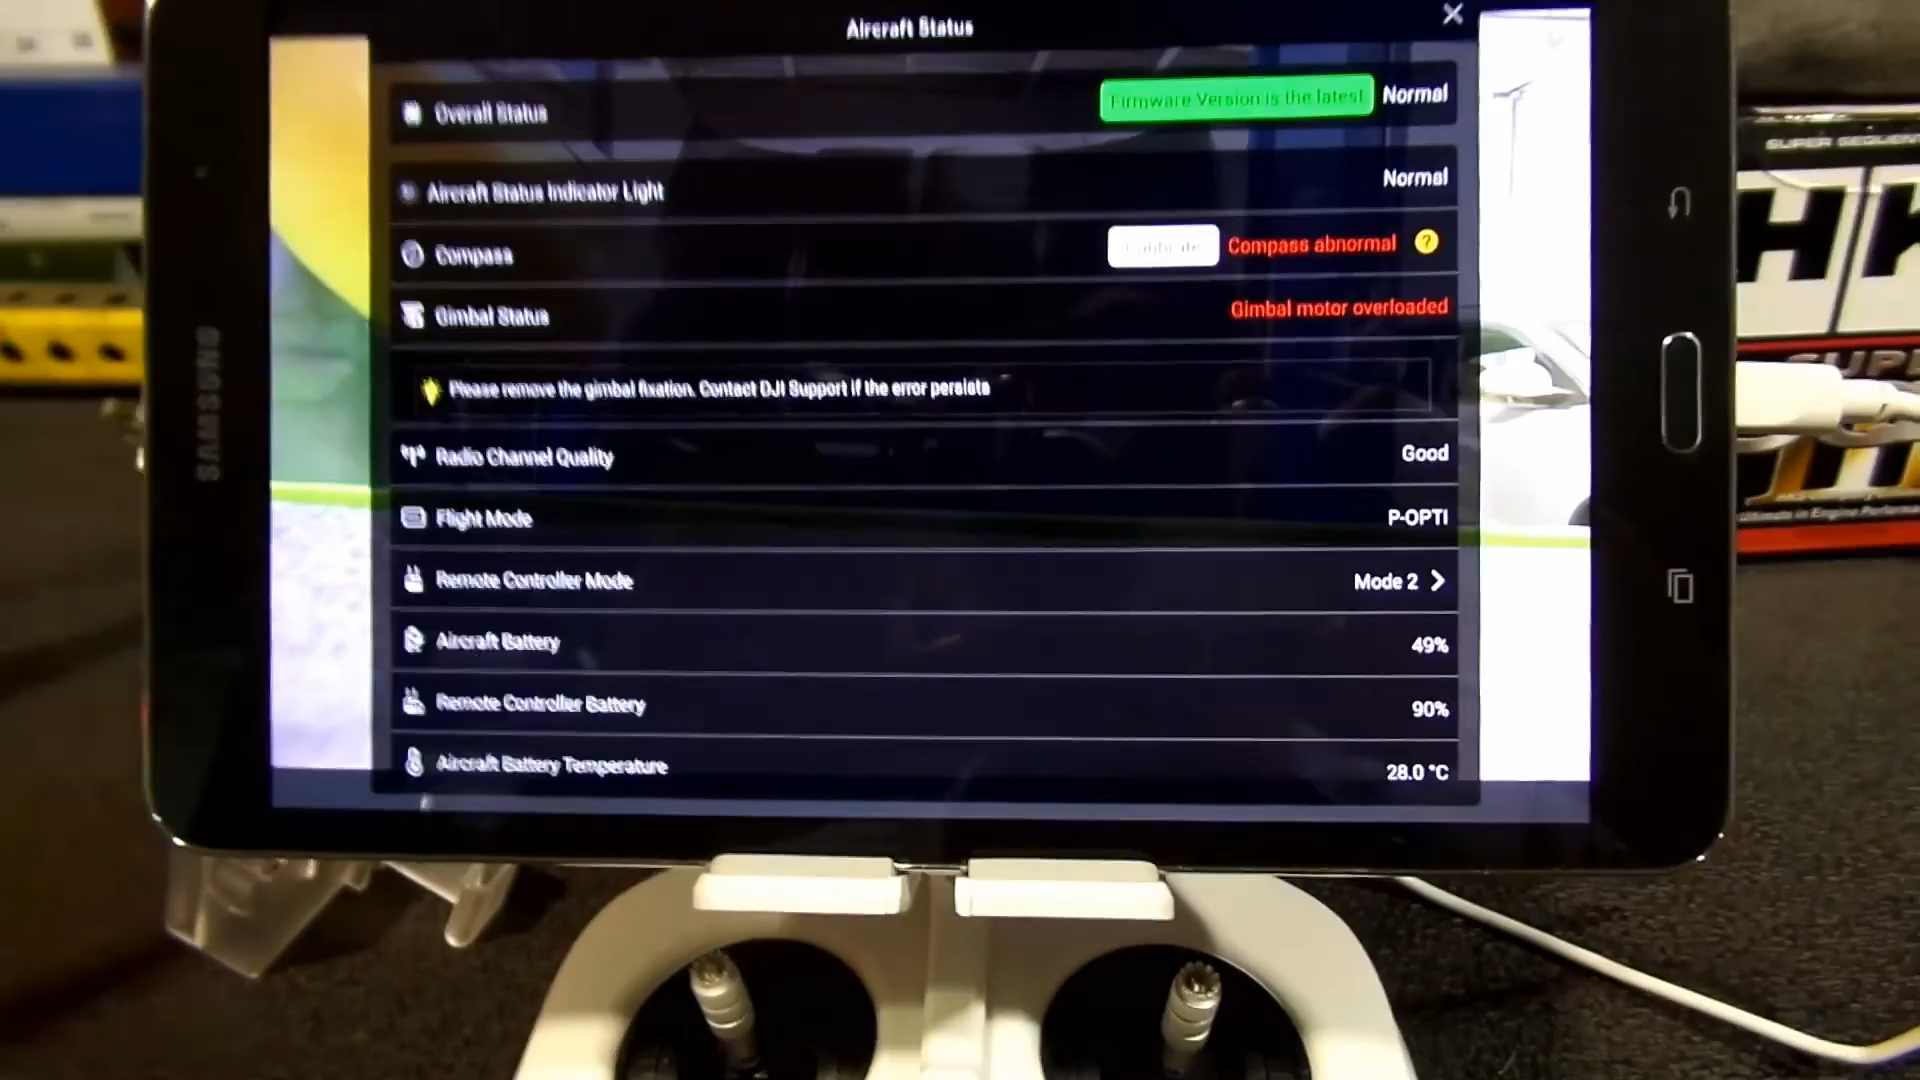 Aircraft Status
Overall Status
Firmware Version is the latest
Normal
Aircraft Status Indicator Light
Normal
Compass
Calibrate
Compass abnormal
?
Gimbal Status
Gimbal motor overloaded
Please remove the gimbal fixation. Contact DJI Support if the error persists
Radio Channel Quality
Good
Flight Mode
P-OPTI
Remote Controller Mode
Mode 2
Aircraft Battery
49%
Remote Controller Battery
90%
Aircraft Battery Temperature
28.0 °C
SAMSUNG
SUPER